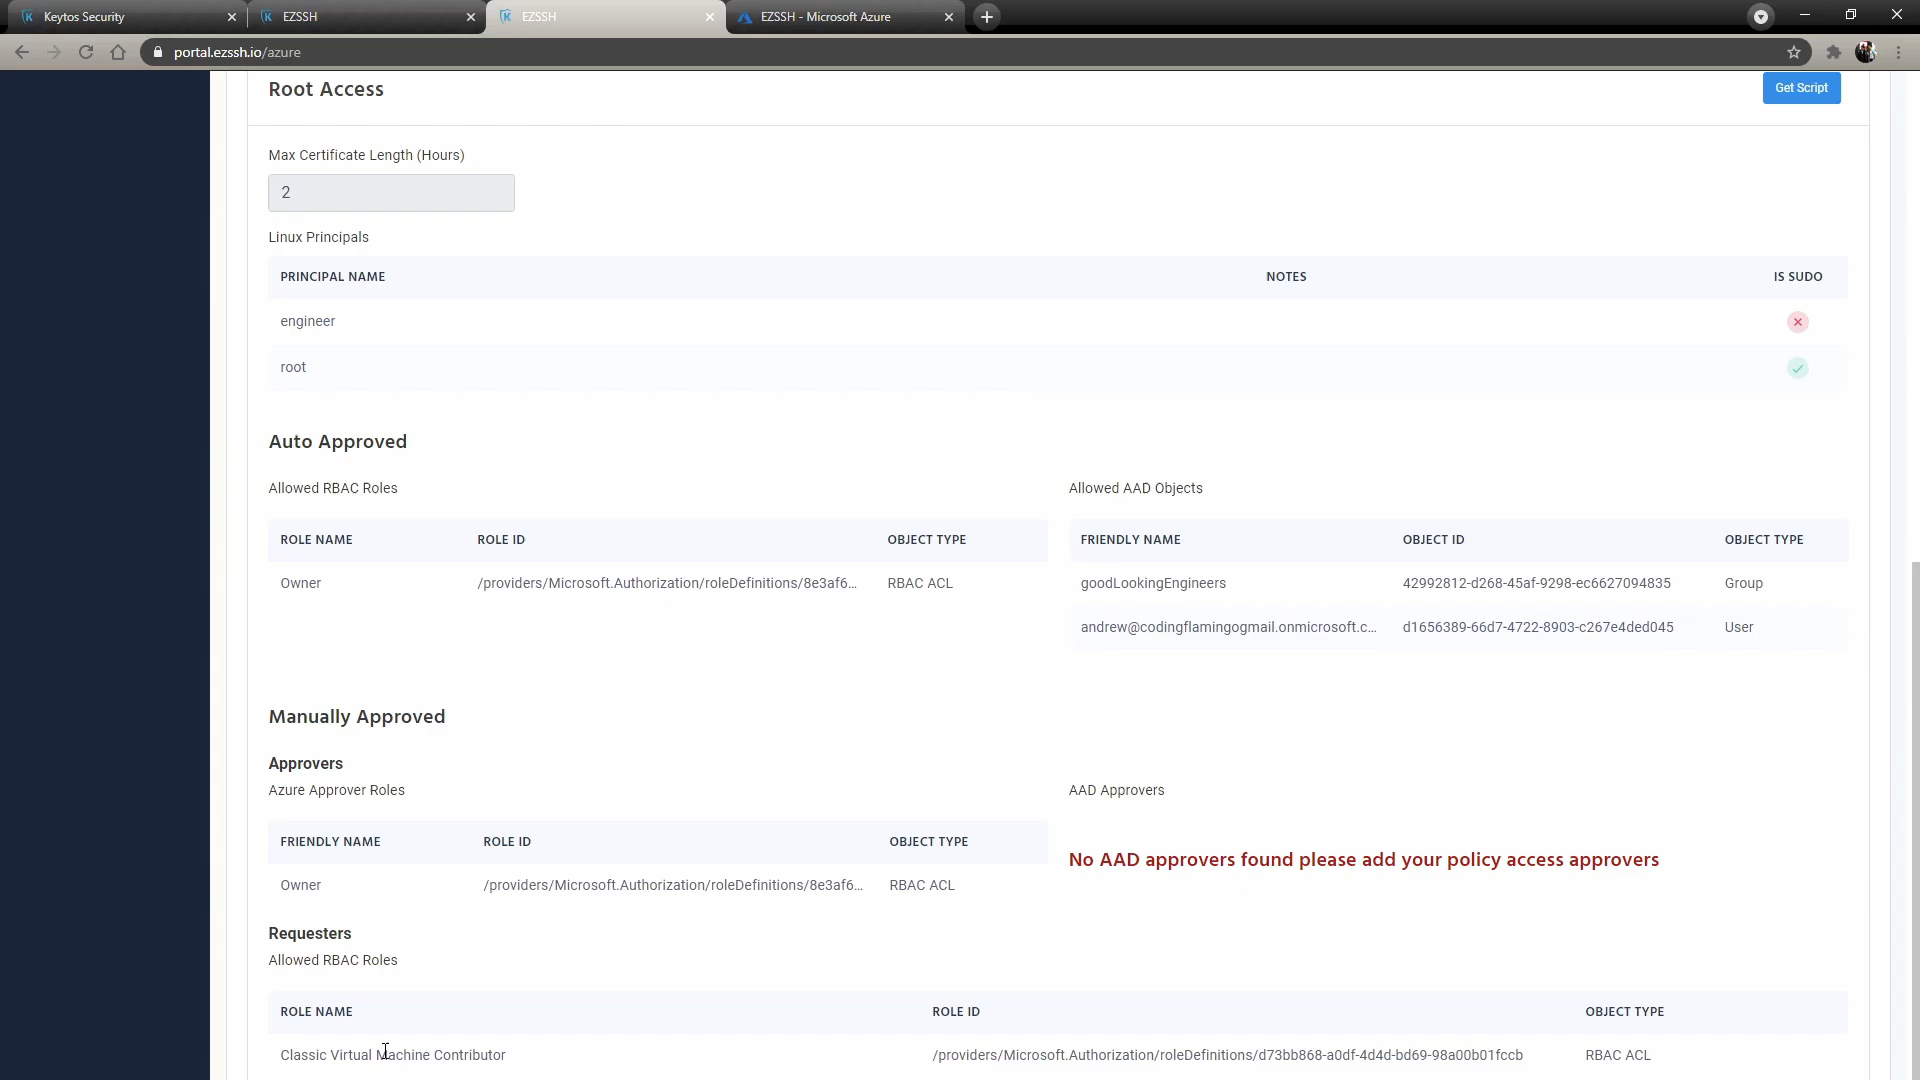 Keytos Security
EZSSH
EZSSH
EZSSH - Microsoft Azure
portal.ezssh.io/azure
Root Access
Get Script
Max Certificate Length (Hours)
2
Linux Principals
PRINCIPAL NAME NOTES IS SUDO
engineer
root
Auto Approved
Allowed RBAC Roles
ROLE NAME ROLE ID OBJECT TYPE
Owner /providers/Microsoft.Authorization/roleDefinitions/8e3af6... RBAC ACL
Allowed AAD Objects
FRIENDLY NAME OBJECT ID OBJECT TYPE
goodLookingEngineers 42992812-d268-45af-9298-ec6627094835 Group
andrew@codingflamingogmail.onmicrosoft.c... d1656389-66d7-4722-8903-c267e4ded045 User
Manually Approved
Approvers
Azure Approver Roles
FRIENDLY NAME ROLE ID OBJECT TYPE
Owner /providers/Microsoft.Authorization/roleDefinitions/8e3af6... RBAC ACL
AAD Approvers
No AAD approvers found please add your policy access approvers
Requesters
Allowed RBAC Roles
ROLE NAME ROLE ID OBJECT TYPE
Classic Virtual Machine Contributor /providers/Microsoft.Authorization/roleDefinitions/d73bb868-a0df-4d4d-bd69-98a00b01fccb RBAC ACL